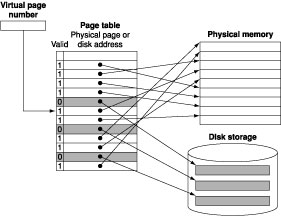 Virtual page
number
Page table
Physical page or
Valid disk address
Physical memory
1
1
1
1
0
1
1
0
1
1
0
1
Disk storage